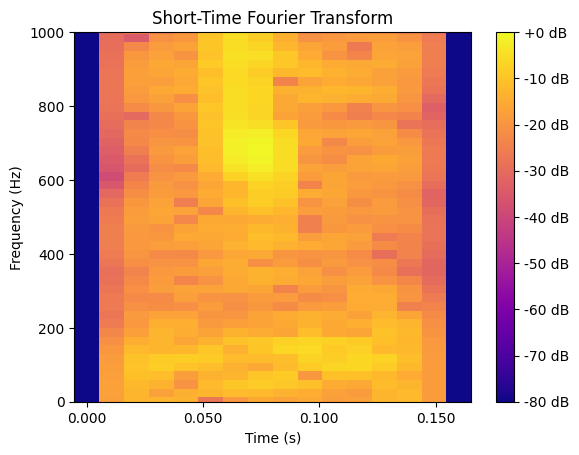 Short-Time Fourier Transform
1000
800
600
400
200
0
Frequency (Hz)
0.000
0.050
0.100
0.150
Time (s)
+0 dB
-10 dB
-20 dB
-30 dB
-40 dB
-50 dB
-60 dB
-70 dB
-80 dB